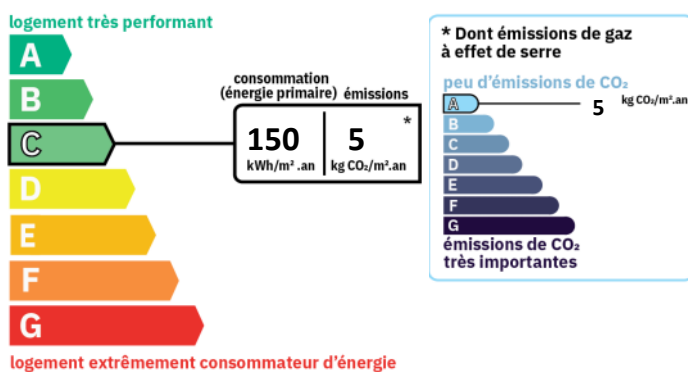 logement très performant
A
B
C
D
E
F
G
logement extrêmement consommateur d'énergie
consommation
(énergie primaire) émissions
*
150 5
kWh/m² .an kg CO₂/m².an
* Dont émissions de gaz
à effet de serre
peu d'émissions de CO₂
A 5 kg CO₂/m².an
B
C
D
E
F
G
émissions de CO₂
très importantes